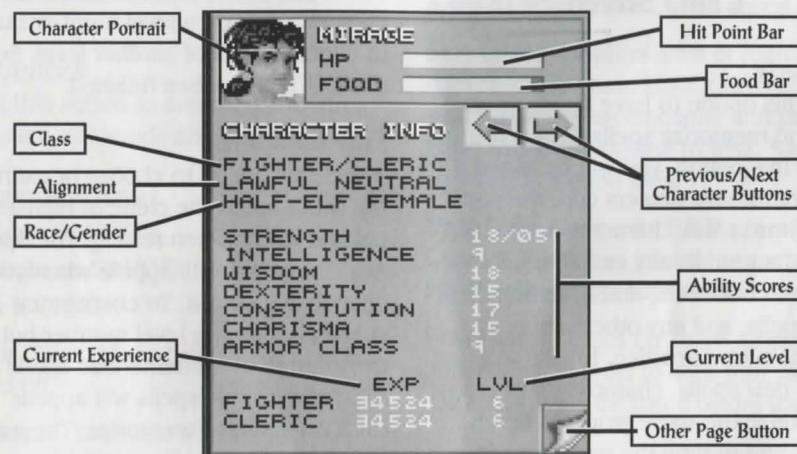 Character Portrait
MIRAGE
Hit Point Bar
HP
FOOD
Food Bar
CHARACTER INFO
Class
FIGHTER/CLERIC
Previous/Next
Character Buttons
Alignment
LAWFUL NEUTRAL
Race/Gender
HALF-ELF FEMALE
STRENGTH 18/05
INTELLIGENCE 9
WISDOM 18
DEXTERITY 15
Ability Scores
CONSTITUTION 17
CHARISMA 15
ARMOR CLASS 9
Current Experience
EXP LVL
Current Level
FIGHTER 34524 6
CLERIC 34524 6
Other Page Button